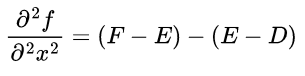 ∂²f/∂²x² = (F − E) − (E − D)